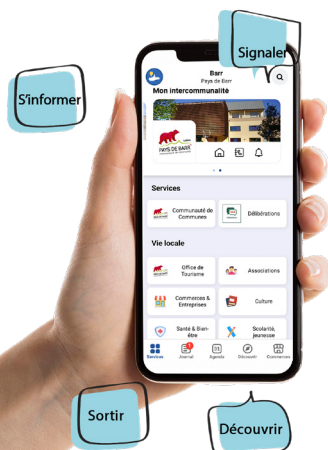 Signaler
S'informer
Barr
Pays de Barr
Mon intercommunalité
PAYS DE BARR
Services
Communauté de
Communes
Délibérations
Vie locale
Office de
Tourisme
Associations
Commerces &
Entreprises
Culture
Santé & Bien-
être
Scolarité,
jeunesse
Services
Journal
Agenda
Découvrir
Commerces
Sortir
Découvrir